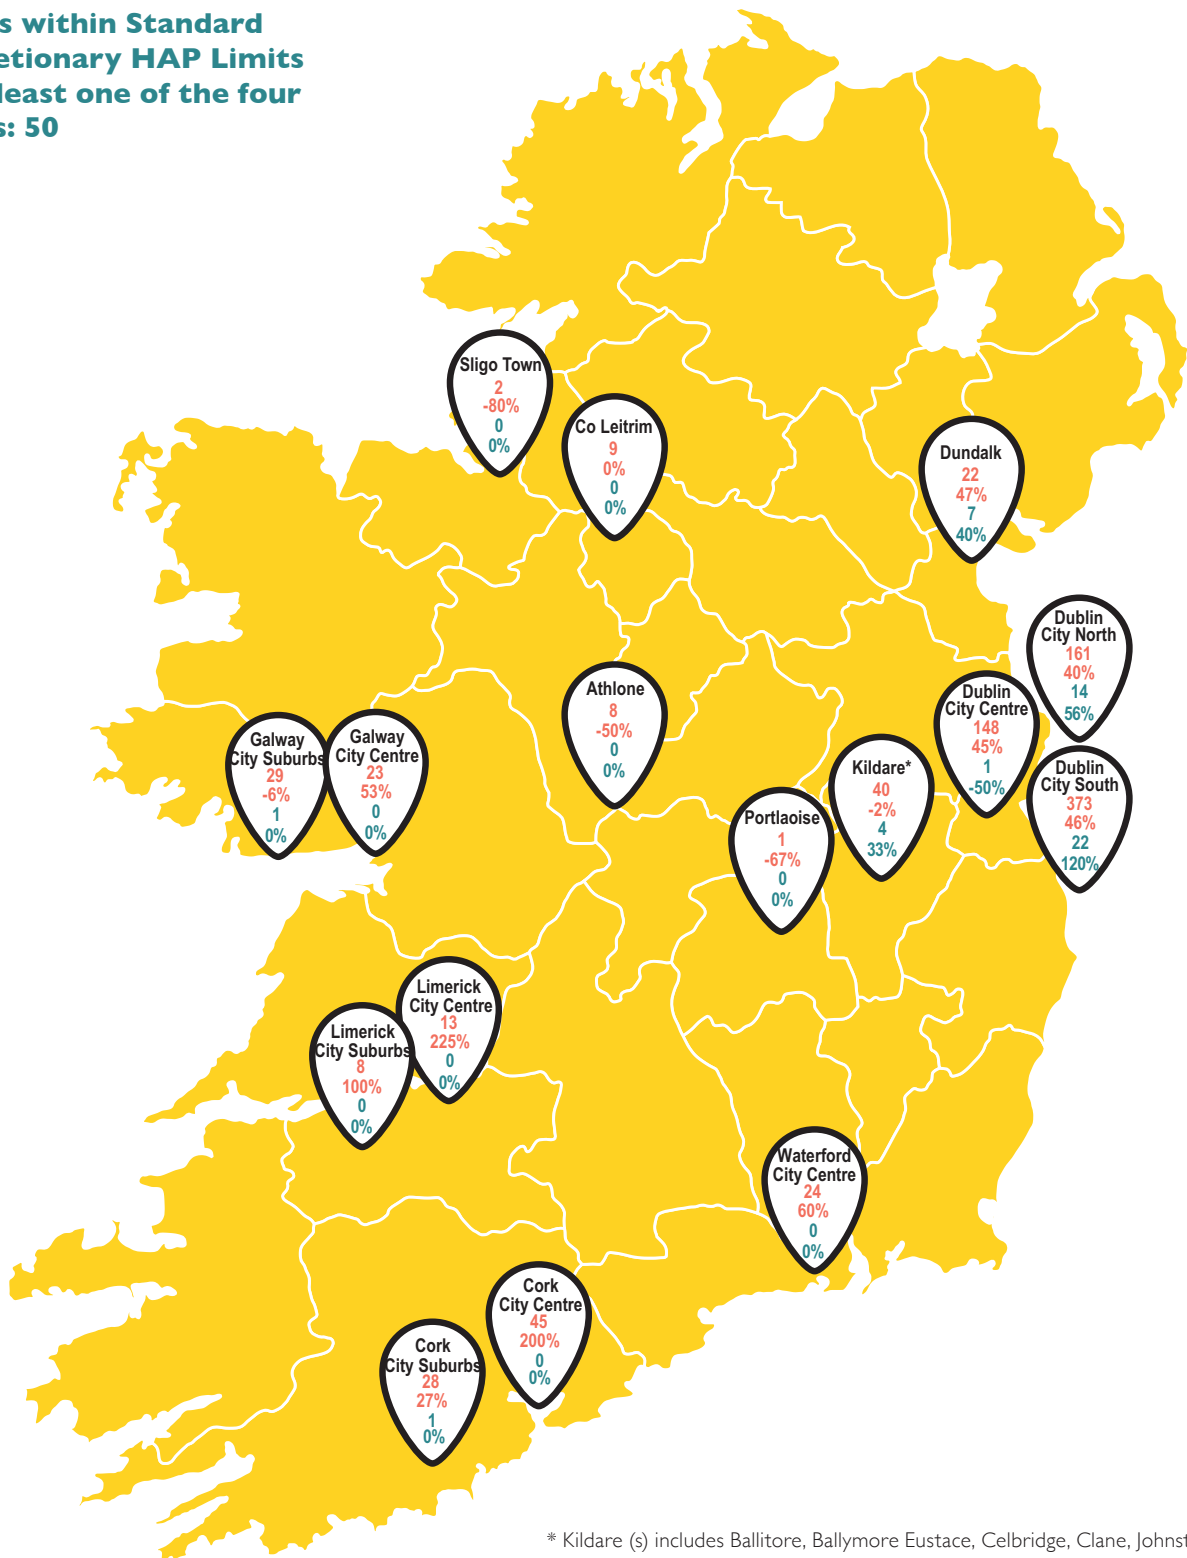 s within Standard
etionary HAP Limits
least one of the four
s: 50
Sligo Town
2
-80%
0
0%
Co Leitrim
9
0%
0
0%
Dundalk
22
47%
7
40%
Dublin
City North
161
40%
14
56%
Dublin
City Centre
148
45%
1
-50%
Dublin
City South
373
46%
22
120%
Athlone
8
-50%
0
0%
Galway
City Suburbs
29
-6%
1
0%
Galway
City Centre
23
53%
0
0%
Kildare*
40
-2%
4
33%
Portlaoise
1
-67%
0
0%
Limerick
City Centre
13
225%
0
0%
Limerick
City Suburbs
8
100%
0
0%
Waterford
City Centre
24
60%
0
0%
Cork
City Centre
45
200%
0
0%
Cork
City Suburbs
28
27%
1
0%
* Kildare (s) includes Ballitore, Ballymore Eustace, Celbridge, Clane, Johnst